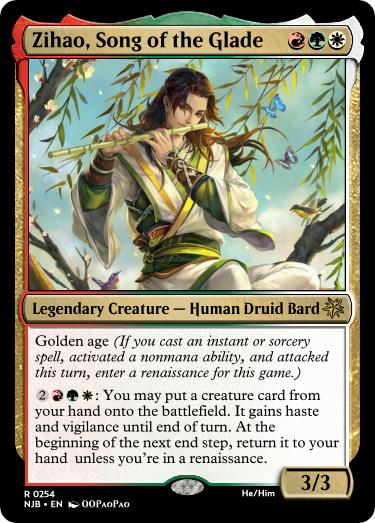 Zihao, Song of the Glade
Legendary Creature — Human Druid Bard
Golden age (If you cast an instant or sorcery
spell, activated a nonmana ability, and attacked
this turn, enter a renaissance for this game.)
2: You may put a creature card from
your hand onto the battlefield. It gains haste
and vigilance until end of turn. At the
beginning of the next end step, return it to your
hand unless you're in a renaissance.
3/3
R 0254
He/Him
NJB • EN OOPAoPAo